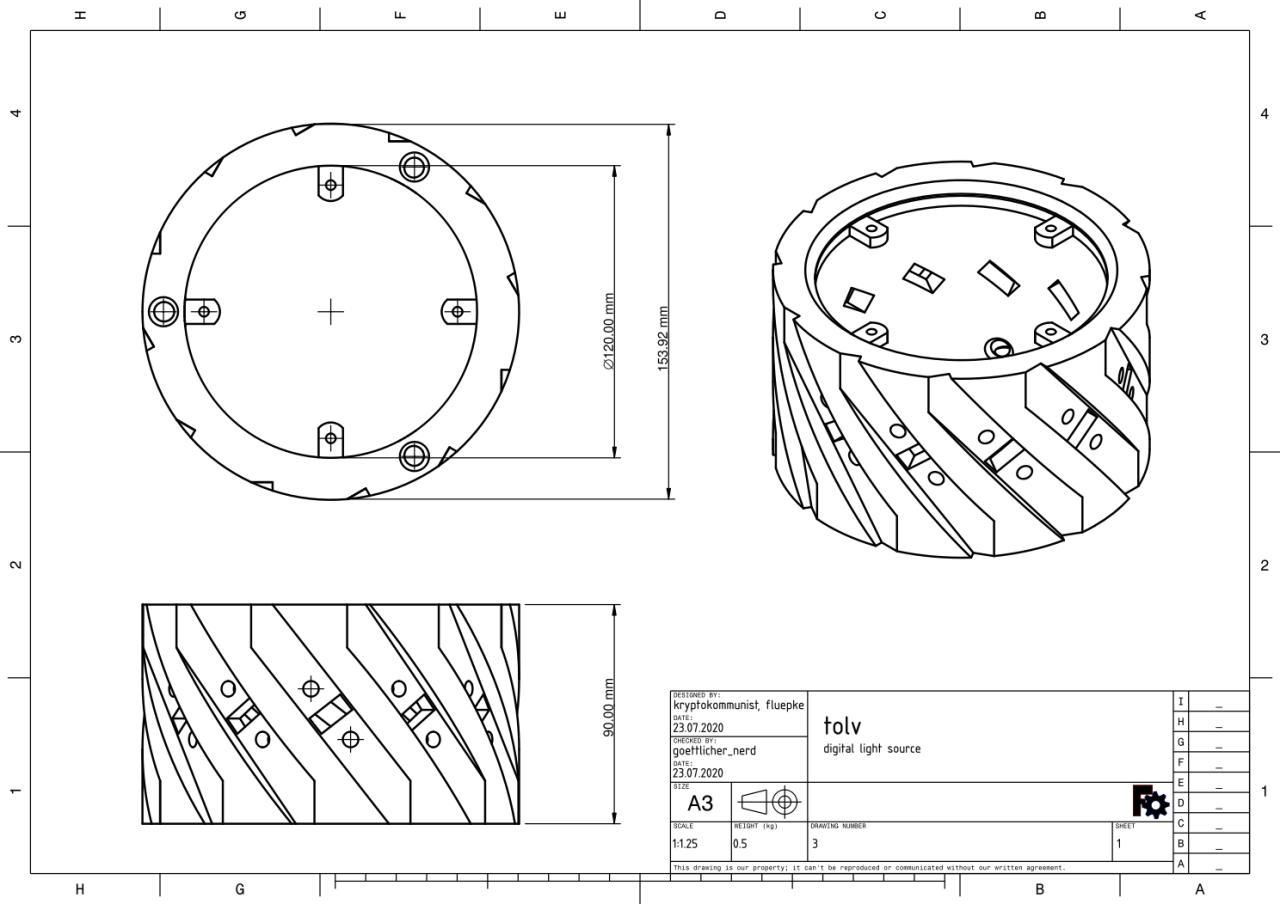 H G F E D C B A
4
4
Ø120.00 mm
153.92 mm
3
3
2
2
90.00 mm
1
1
DESIGNED BY:
kryptokommunist, fluepke
DATE:
23.07.2020
CHECKED BY:
goettlicher_nerd
DATE:
23.07.2020
tolv
digital light source
SIZE
A3
SCALE
1:1.25
WEIGHT (kg)
0.5
DRAWING NUMBER
3
SHEET
1
This drawing is our property; it can't be reproduced or communicated without our written agreement.
I _
H _
G _
F _
E _
D _
C _
B _
A _
H G F E B A